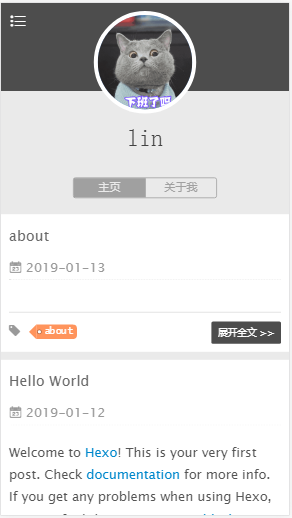 下班了吗
lin
主页 关于我
about
2019-01-13
about
展开全文 >>
Hello World
2019-01-12
Welcome to Hexo! This is your very first
post. Check documentation for more info.
If you get any problems when using Hexo,